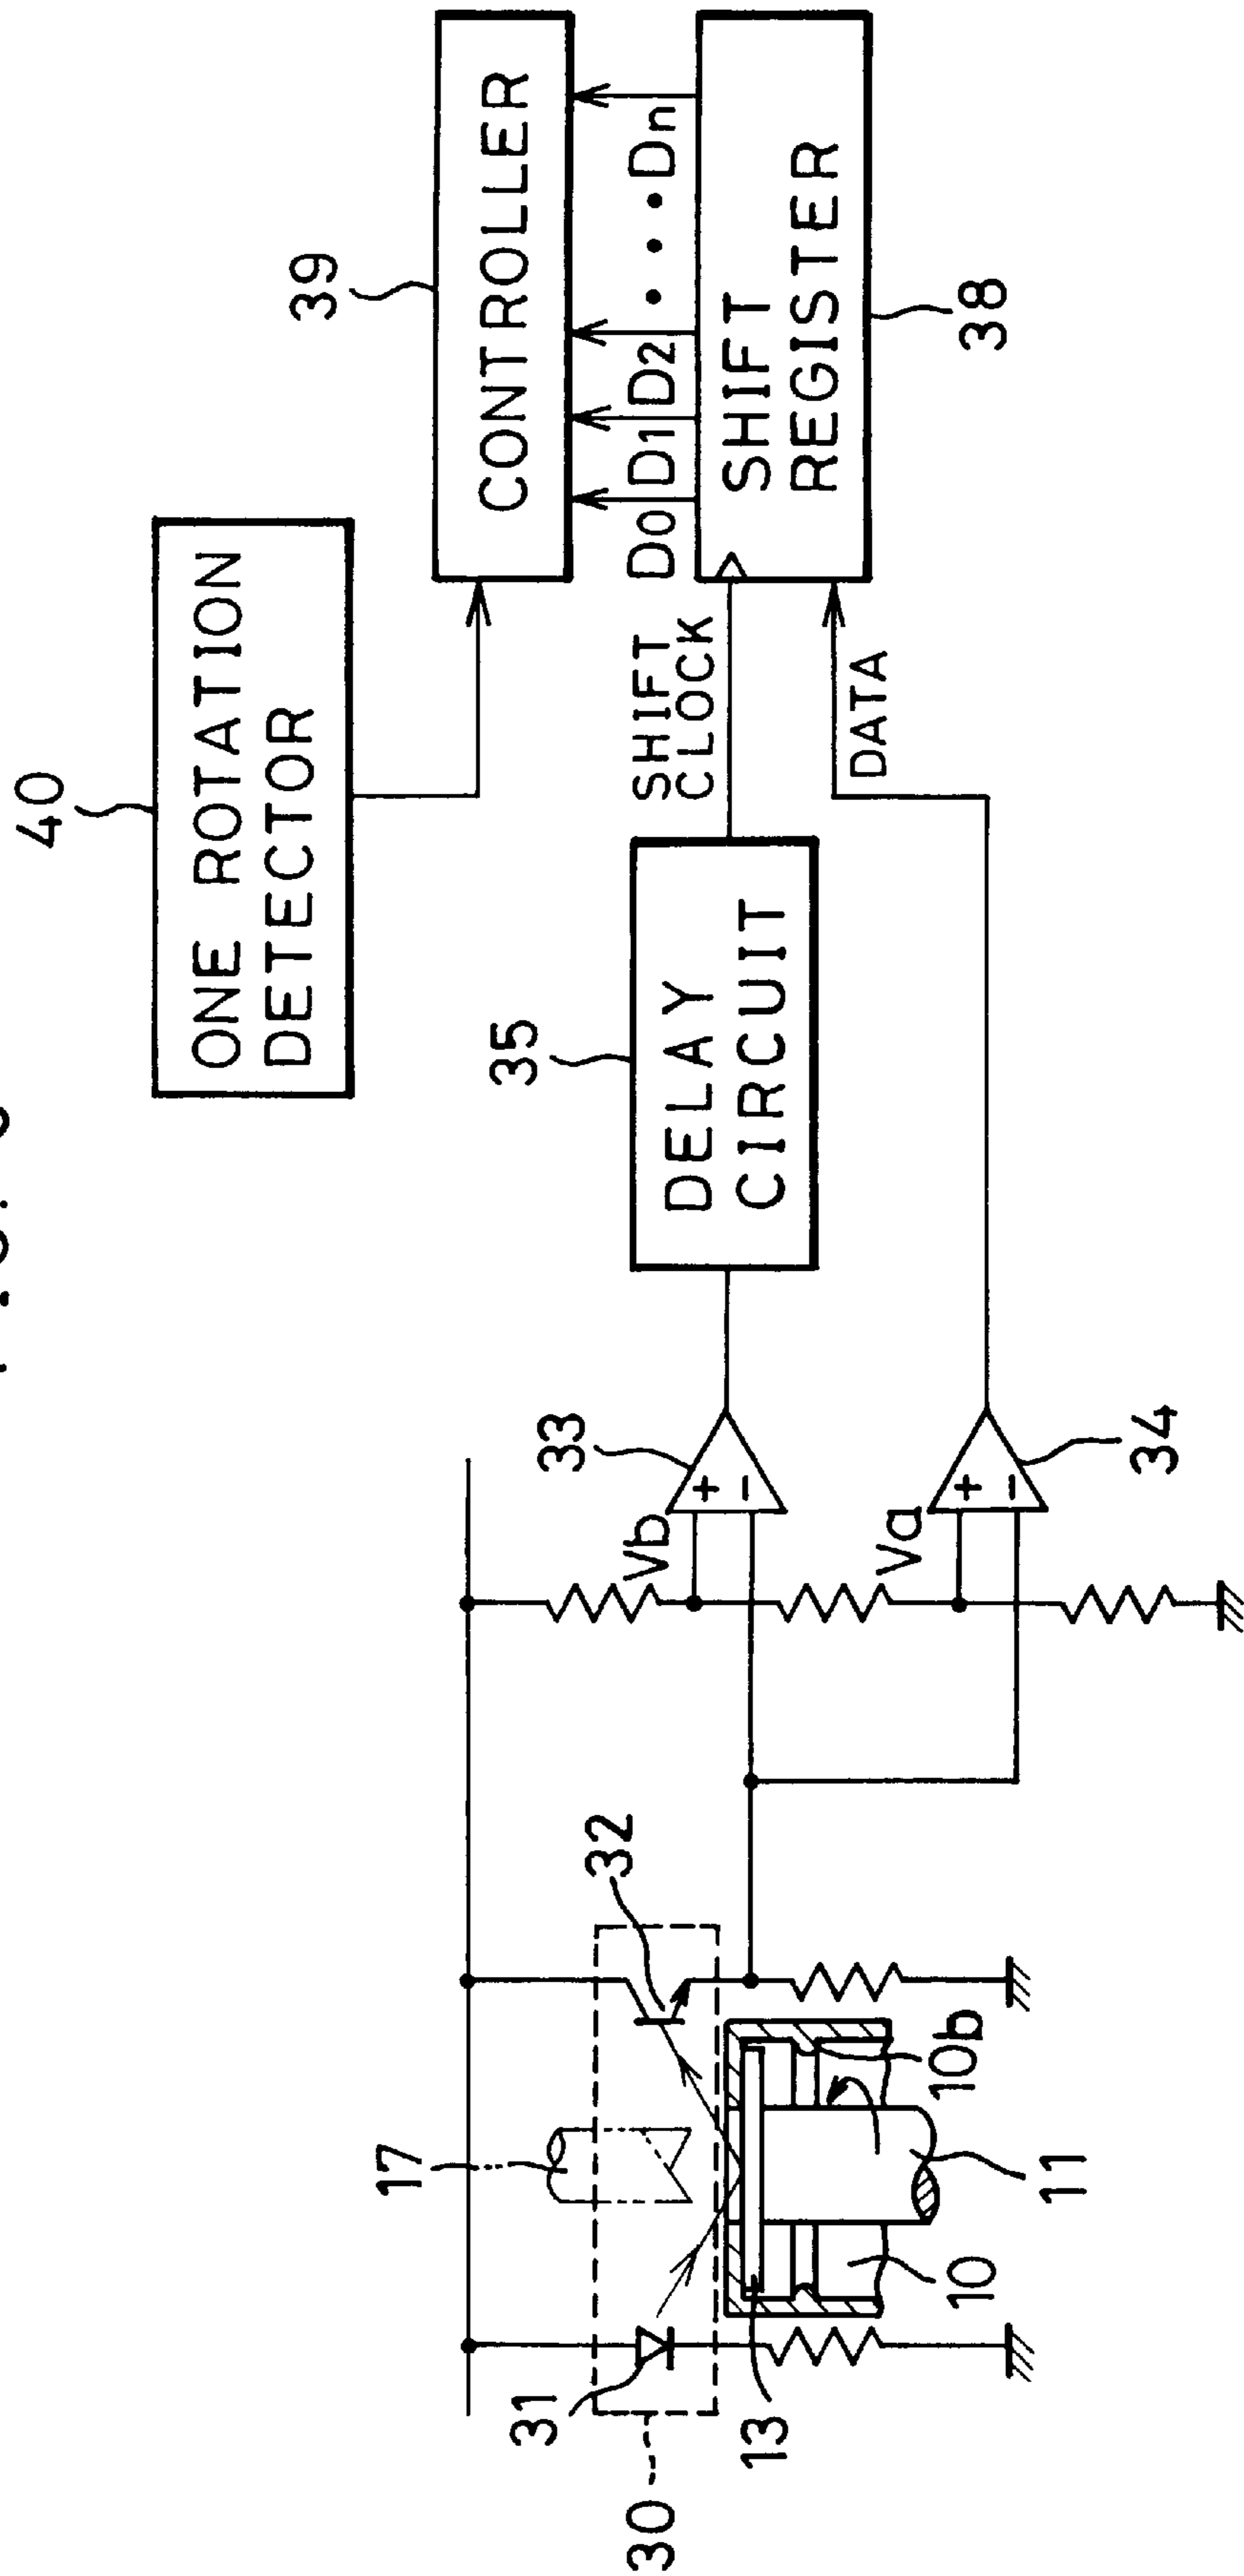 40
ONE ROTATION
DETECTOR
39
CONTROLLER
D0 D1 D2 • • • Dn
SHIFT
REGISTER
38
SHIFT
CLOCK
DATA
35
DELAY
CIRCUIT
33
Vb
+
−
34
Va
+
−
17
32
31
30
13
10
11
10b